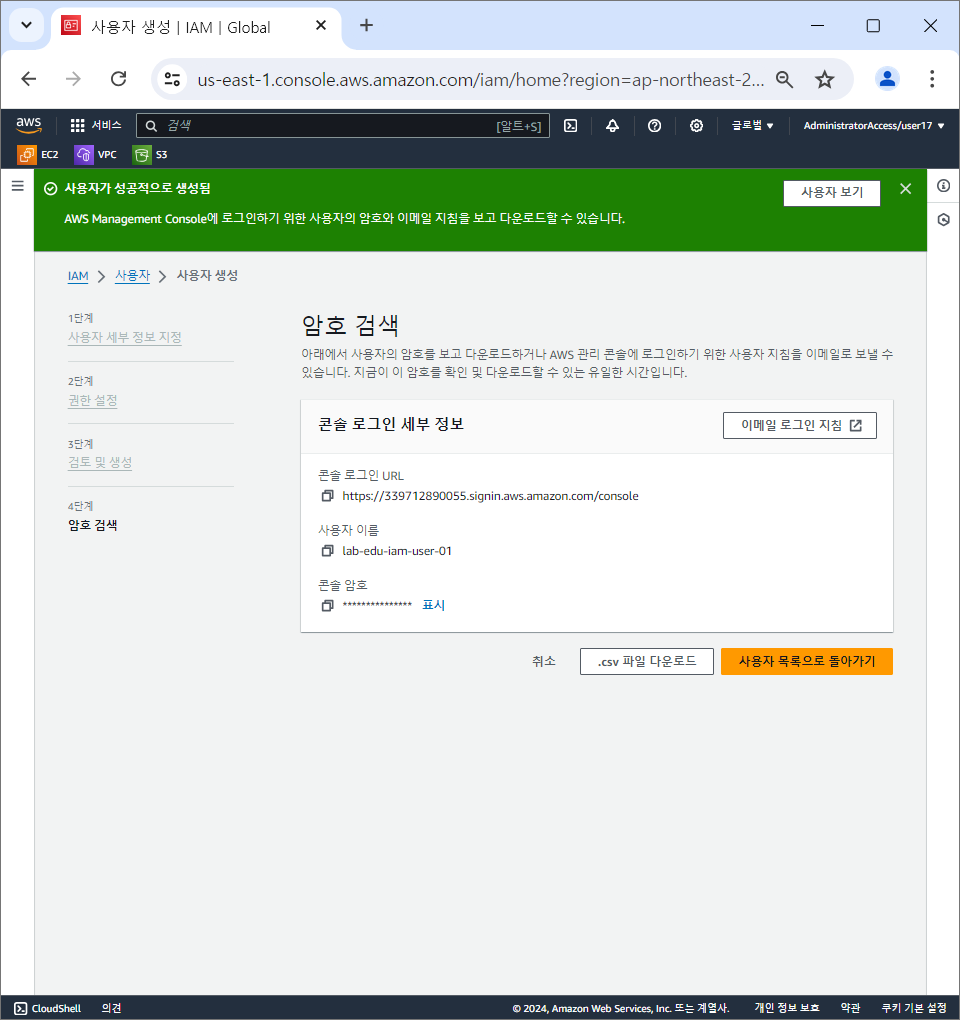 사용자 생성 | IAM | Global
us-east-1.console.aws.amazon.com/iam/home?region=ap-northeast-2...
aws
서비스
검색
[알트+S]
글로벌
AdministratorAccess/user17
EC2
VPC
S3
사용자가 성공적으로 생성됨
AWS Management Console에 로그인하기 위한 사용자의 암호와 이메일 지침을 보고 다운로드할 수 있습니다.
사용자 보기
IAM
사용자
사용자 생성
1단계
사용자 세부 정보 지정
2단계
권한 설정
3단계
검토 및 생성
4단계
암호 검색
암호 검색
아래에서 사용자의 암호를 보고 다운로드하거나 AWS 관리 콘솔에 로그인하기 위한 사용자 지침을 이메일로 보낼 수
있습니다. 지금이 이 암호를 확인 및 다운로드할 수 있는 유일한 시간입니다.
콘솔 로그인 세부 정보
이메일 로그인 지침
콘솔 로그인 URL
https://339712890055.signin.aws.amazon.com/console
사용자 이름
lab-edu-iam-user-01
콘솔 암호
*************** 표시
취소
.csv 파일 다운로드
사용자 목록으로 돌아가기
CloudShell
의견
© 2024, Amazon Web Services, Inc. 또는 계열사.
개인 정보 보호
약관
쿠키 기본 설정